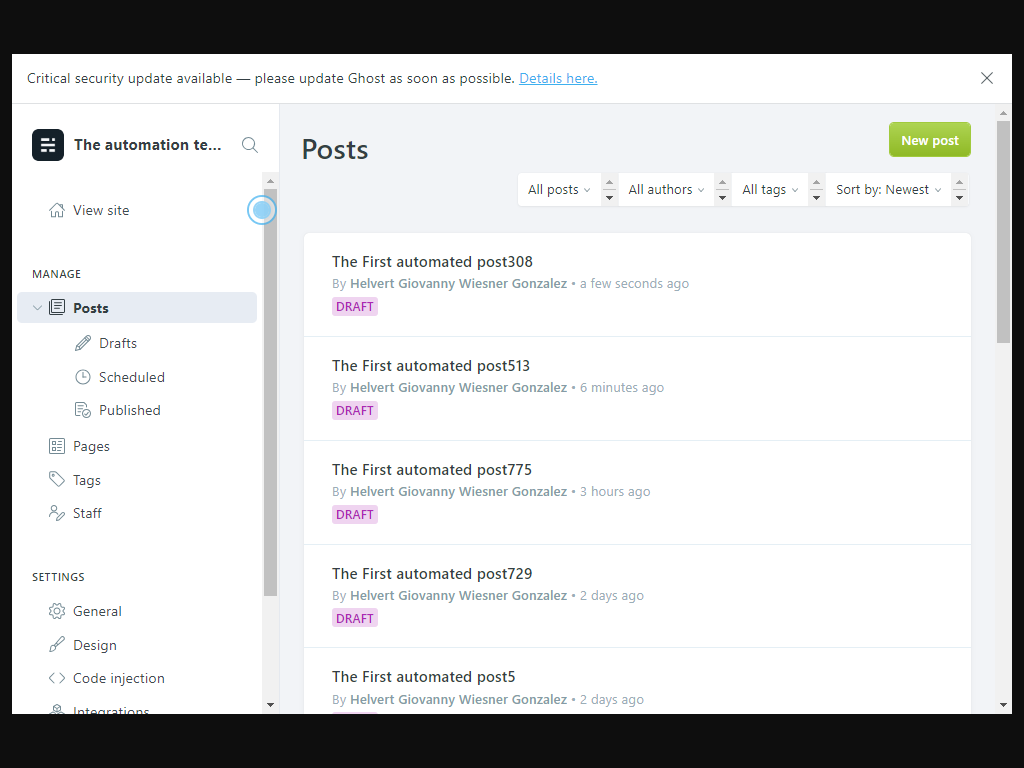 Critical security update available — please update Ghost as soon as possible. Details here.
The automation te...
View site
MANAGE
Posts
Drafts
Scheduled
Published
Pages
Tags
Staff
SETTINGS
General
Design
Code injection
Integrations
Posts
New post
All posts
All authors
All tags
Sort by: Newest
The First automated post308
By Helvert Giovanny Wiesner Gonzalez • a few seconds ago
DRAFT
The First automated post513
By Helvert Giovanny Wiesner Gonzalez • 6 minutes ago
DRAFT
The First automated post775
By Helvert Giovanny Wiesner Gonzalez • 3 hours ago
DRAFT
The First automated post729
By Helvert Giovanny Wiesner Gonzalez • 2 days ago
DRAFT
The First automated post5
By Helvert Giovanny Wiesner Gonzalez • 2 days ago